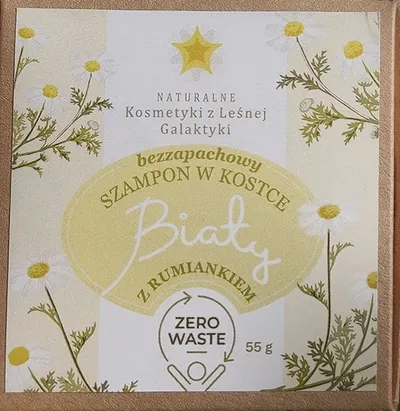 NATURALNE
Kosmetyki z Leśnej
Galaktyki
bezzapachowy
SZAMPON W KOSTCE
Biały
Z RUMIANKIEM
ZERO
WASTE
55 g